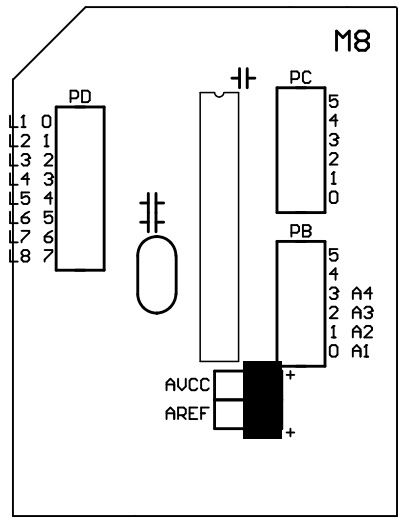 M8
PC
PD
5
4
3
2
1
0
L1 0
L2 1
L3 2
L4 3
L5 4
L6 5
L7 6
L8 7
PB
5
4
3 A4
2 A3
1 A2
0 A1
AVCC +
AREF
+